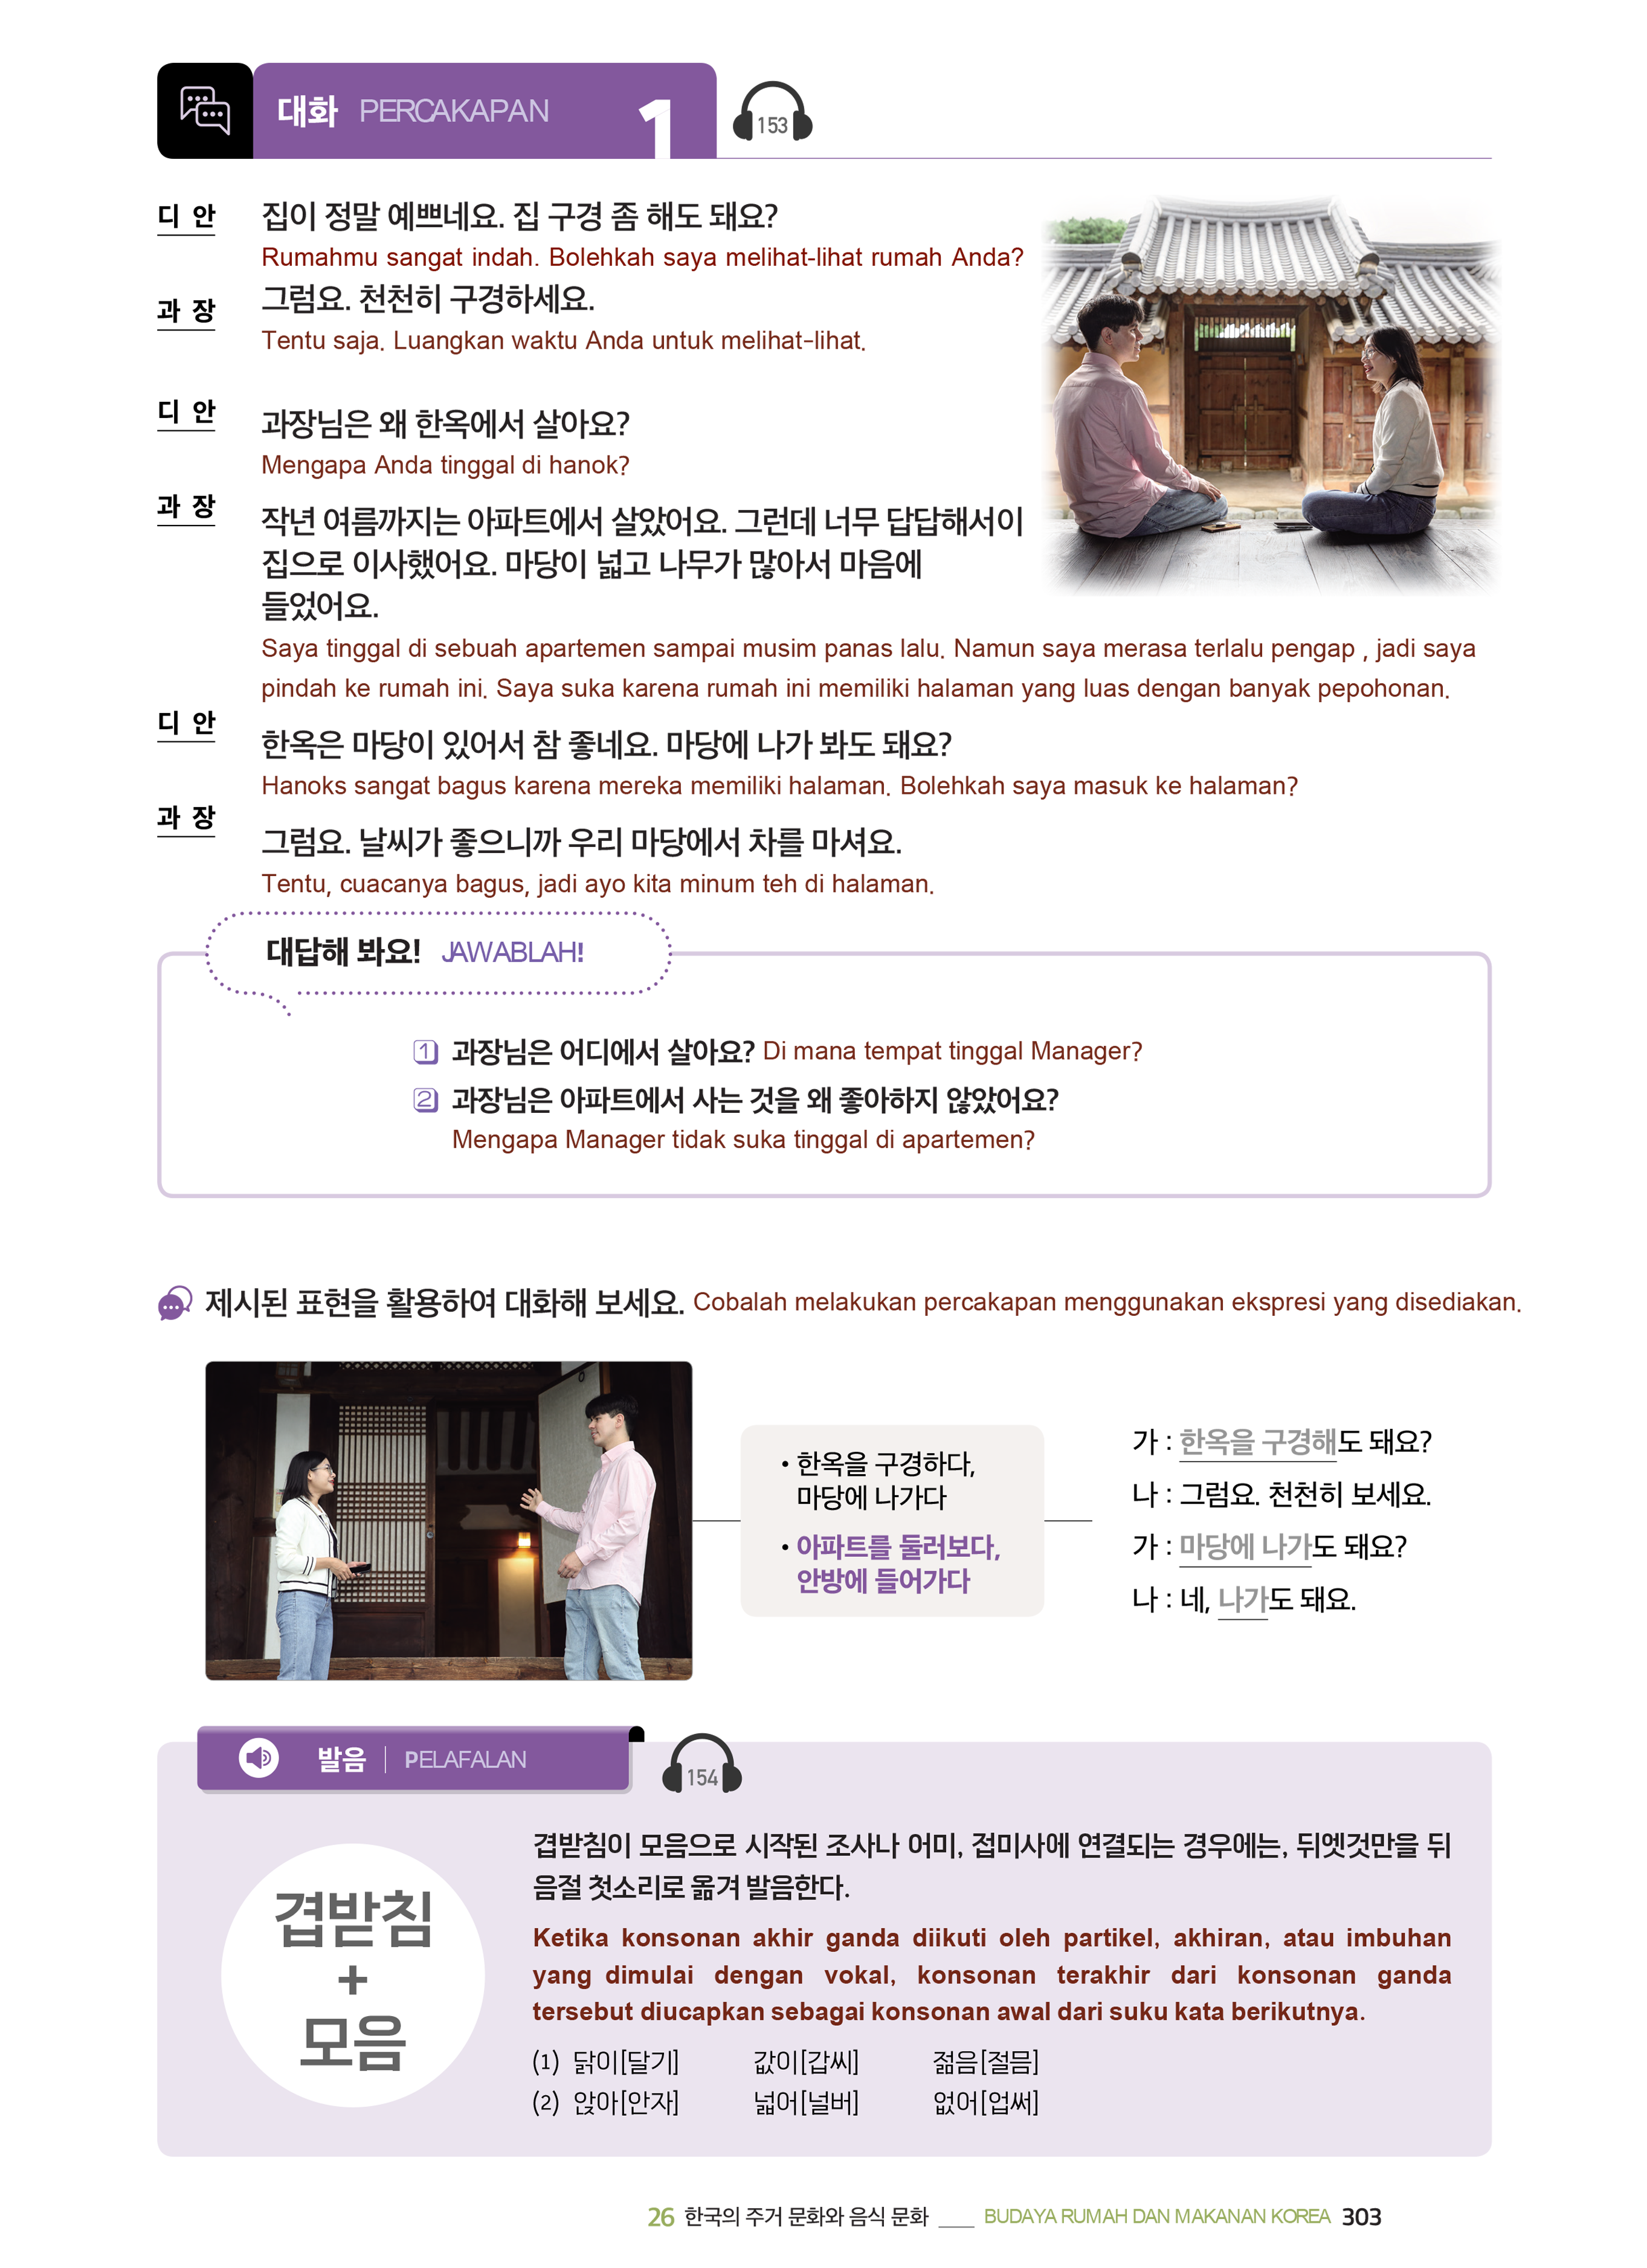 대화 PERCAKAPAN 1
153
디 안 집이 정말 예쁘네요. 집 구경 좀 해도 돼요?
Rumahmu sangat indah. Bolehkah saya melihat-lihat rumah Anda?
과 장 그럼요. 천천히 구경하세요.
Tentu saja. Luangkan waktu Anda untuk melihat-lihat.
디 안 과장님은 왜 한옥에서 살아요?
Mengapa Anda tinggal di hanok?
과 장 작년 여름까지는 아파트에서 살았어요. 그런데 너무 답답해서이
집으로 이사했어요. 마당이 넓고 나무가 많아서 마음에
들었어요.
Saya tinggal di sebuah apartemen sampai musim panas lalu. Namun saya merasa terlalu pengap , jadi saya
pindah ke rumah ini. Saya suka karena rumah ini memiliki halaman yang luas dengan banyak pepohonan.
디 안 한옥은 마당이 있어서 참 좋네요. 마당에 나가 봐도 돼요?
Hanoks sangat bagus karena mereka memiliki halaman. Bolehkah saya masuk ke halaman?
과 장 그럼요. 날씨가 좋으니까 우리 마당에서 차를 마셔요.
Tentu, cuacanya bagus, jadi ayo kita minum teh di halaman.
대답해 봐요! JAWABLAH!
1 과장님은 어디에서 살아요? Di mana tempat tinggal Manager?
2 과장님은 아파트에서 사는 것을 왜 좋아하지 않았어요?
Mengapa Manager tidak suka tinggal di apartemen?
제시된 표현을 활용하여 대화해 보세요. Cobalah melakukan percakapan menggunakan ekspresi yang disediakan.
• 한옥을 구경하다,
마당에 나가다
• 아파트를 둘러보다,
안방에 들어가다
가 : 한옥을 구경해도 돼요?
나 : 그럼요. 천천히 보세요.
가 : 마당에 나가도 돼요?
나 : 네, 나가도 돼요.
발음 PELAFALAN
154
겹받침
+
모음
겹받침이 모음으로 시작된 조사나 어미, 접미사에 연결되는 경우에는, 뒤엣것만을 뒤
음절 첫소리로 옮겨 발음한다.
Ketika konsonan akhir ganda diikuti oleh partikel, akhiran, atau imbuhan
yang dimulai dengan vokal, konsonan terakhir dari konsonan ganda
tersebut diucapkan sebagai konsonan awal dari suku kata berikutnya.
(1) 닭이[달기] 값이[갑씨] 젊음[절믐]
(2) 앉아[안자] 넓어[널버] 없어[업써]
26 한국의 주거 문화와 음식 문화 ___ BUDAYA RUMAH DAN MAKANAN KOREA 303